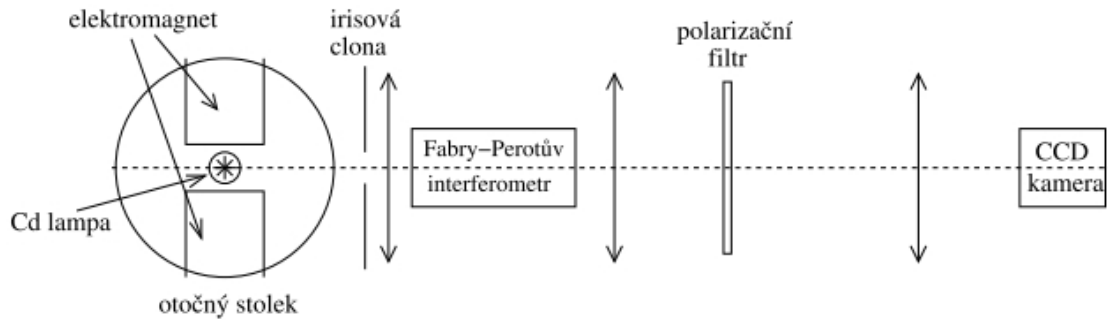 elektromagnet
irisová
clona
polarizační
filtr
Fabry–Perotův
interferometr
CCD
kamera
Cd lampa
otočný stolek